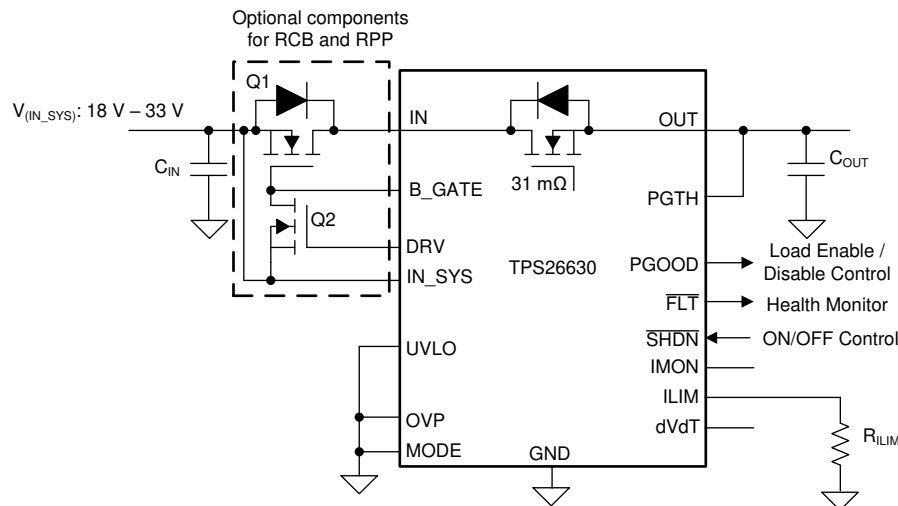 Optional components
for RCB and RPP
Q1
V(IN_SYS): 18 V – 33 V
IN
OUT
CIN
COUT
31 mΩ
B_GATE
PGTH
Q2
DRV
TPS26630
PGOOD
Load Enable /
Disable Control
IN_SYS
FLT
Health Monitor
SHDN
ON/OFF Control
UVLO
IMON
ILIM
OVP
dVdT
RILIM
MODE
GND